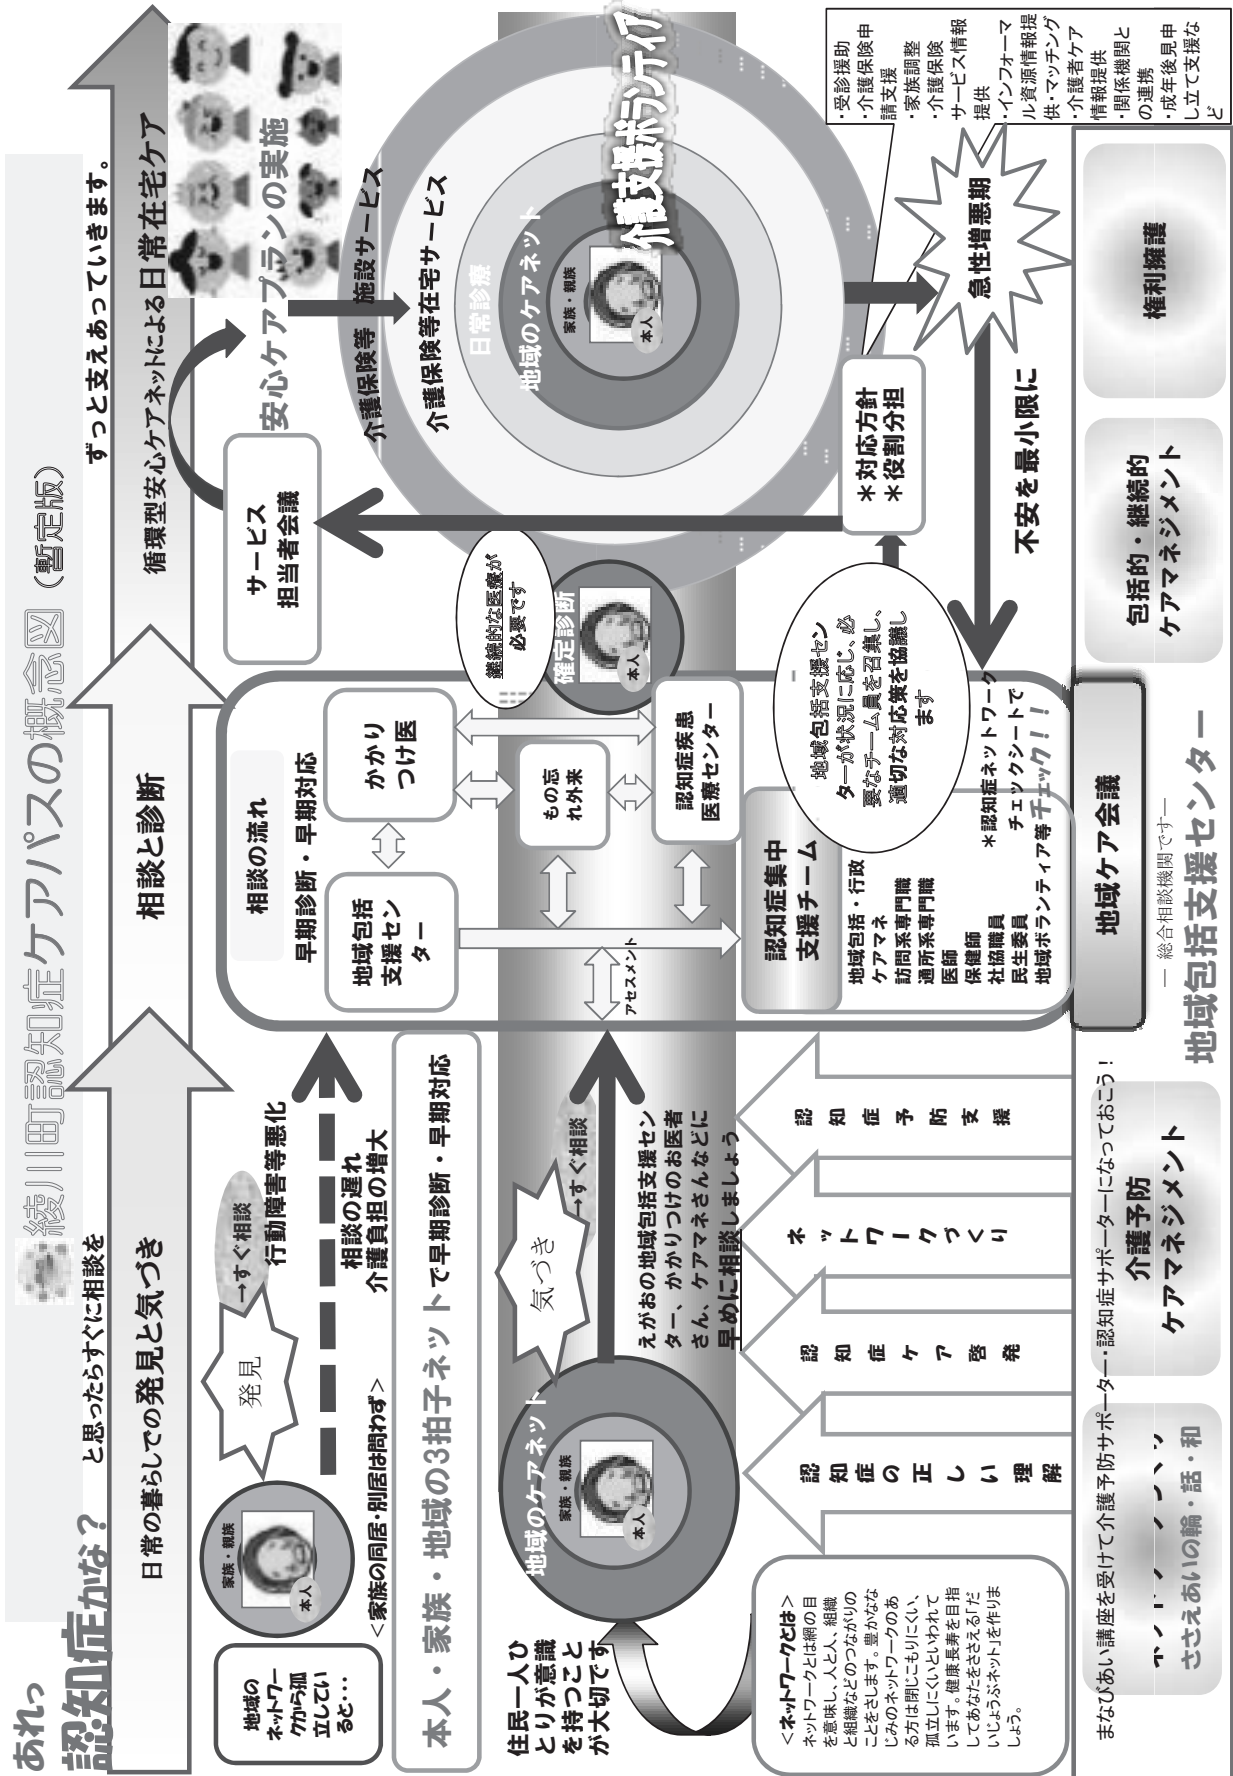 あれっ
認知症かな？
と思ったらすぐに相談を
綾川町認知症ケアパスの概念図（暫定版）
ずっと支えあっていきます。
日常の暮らしでの発見と気づき
相談と診断
循環型安心ケアネットによる日常在宅ケア
地域の
ネットワー
クから孤
立してい
ると･･･
家族・親族
本人
＜家族の同居・別居は問わず＞
発見
→すぐ相談
行動障害等悪化
相談の遅れ
介護負担の増大
本人・家族・地域の3拍子ネットで早期診断・早期対応
住民一人ひ
とりが意識
を持つこと
が大切です
地域のケアネット
家族・親族
本人
気づき
→すぐ相談
えがおの地域包括支援セン
ター、かかりつけのお医者
さん、ケアマネさんなどに
早めに相談しましょう
＜ネットワークとは＞
ネットワークとは網の目
を意味し、人と人、組織
と組織などのつながりの
ことをさします。豊かなな
じみのネットワークのあ
る方は閉じこもりにくい、
孤立しにくいといわれて
います。健康長寿を目指
してあなたをささえる「だ
いじょうぶネット」を作りま
しょう。
認知症の正しい理解
認知症ケア啓発
ネットワークづくり
認知症予防支援
相談の流れ
早期診断・早期対応
地域包括
支援セン
ター
かかり
つけ医
もの忘
れ外来
認知症疾患
医療センター
アセスメント
認知症集中
支援チーム
地域包括・行政
ケアマネ
訪問系専門職
通所系専門職
医師
保健師
社協職員
民生委員
地域ボランティア等
＊認知症ネットワーク
チェックシートで
チェック！！
地域包括支援セン
ターが状況に応じ、必
要なチーム員を召集し、
適切な対応策を協議し
ます
継続的な医療が
必要です
確定診断
本人
サービス
担当者会議
安心ケアプランの実施
介護保険等　施設サービス
介護保険等在宅サービス
日常診療
地域のケアネット
家族・親族
本人
介護支援ボランティア
＊対応方針
＊役割分担
急性増悪期
不安を最小限に
・受診援助
・介護保険申
請支援
・家族調整
・介護保険
サービス情報
提供
・インフォーマ
ル資源情報提
供・マッチング
・介護者ケア
情報提供
・関係機関と
の連携
・成年後見申
し立て支援な
ど
まなびあい講座を受けて介護予防サポーター・認知症サポーターになっておこう！
ささえあいの輪・話・和
介護予防
ケアマネジメント
地域ケア会議
― 総合相談機関です―
地域包括支援センター
包括的・継続的
ケアマネジメント
権利擁護